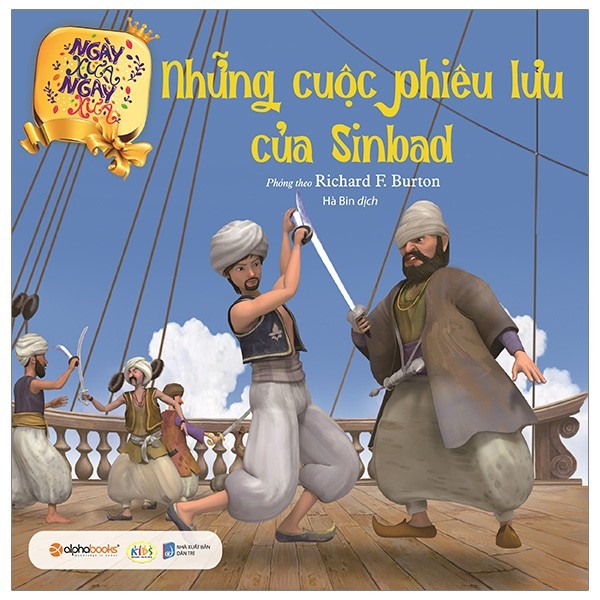 NGÀY
XỬA
NGÀY
XƯA
Những cuộc phiêu lưu
của Sinbad
Phỏng theo Richard F. Burton
Hà Bin dịch
alphabooks
KIDS
NHÀ XUẤT BẢN
DÂN TRÍ